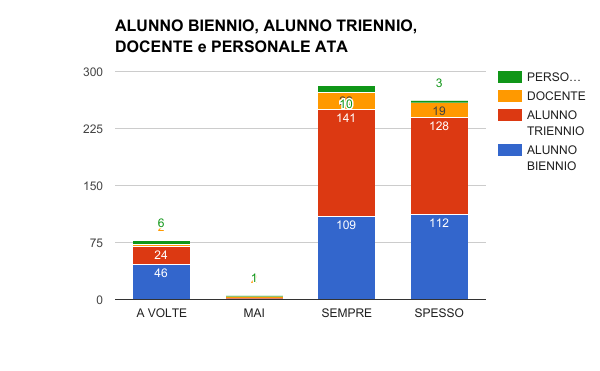 ALUNNO BIENNIO, ALUNNO TRIENNIO,
DOCENTE e PERSONALE ATA
300
225
150
75
0
6
24
46
1
10
141
109
3
19
128
112
A VOLTE
MAI
SEMPRE
SPESSO
PERSO...
DOCENTE
ALUNNO
TRIENNIO
ALUNNO
BIENNIO